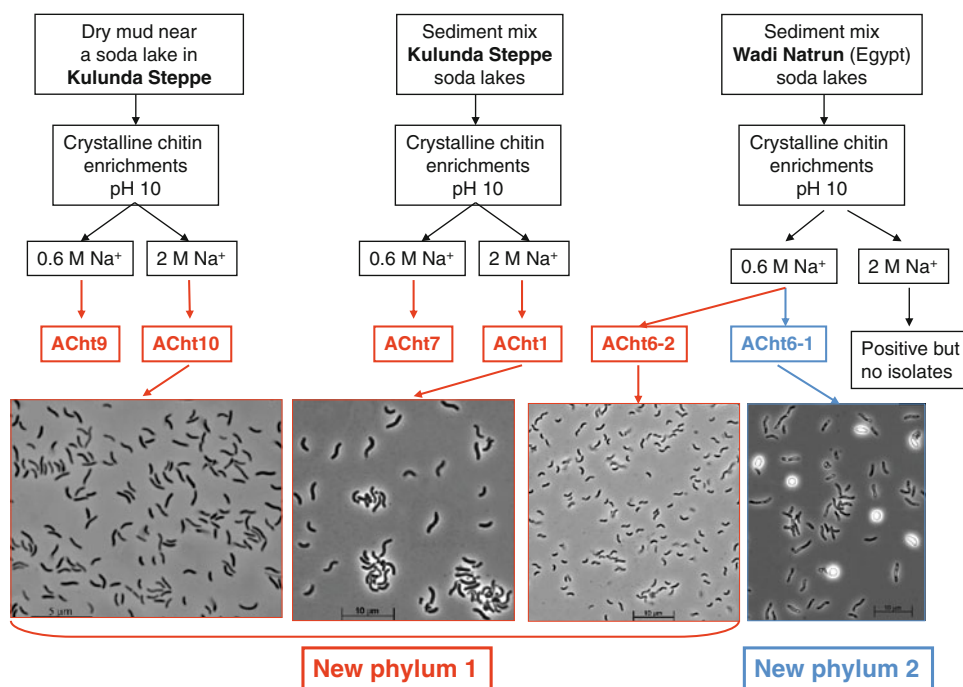 Dry mud near
a soda lake in
Kulunda Steppe
Sediment mix
Kulunda Steppe
soda lakes
Sediment mix
Wadi Natrun (Egypt)
soda lakes
Crystalline chitin
enrichments
pH 10
Crystalline chitin
enrichments
pH 10
Crystalline chitin
enrichments
pH 10
0.6 M Na⁺
2 M Na⁺
0.6 M Na⁺
2 M Na⁺
0.6 M Na⁺
2 M Na⁺
ACht9
ACht10
ACht7
ACht1
ACht6-2
ACht6-1
Positive but
no isolates
5 µm
10 µm
10 µm
10 µm
New phylum 1
New phylum 2